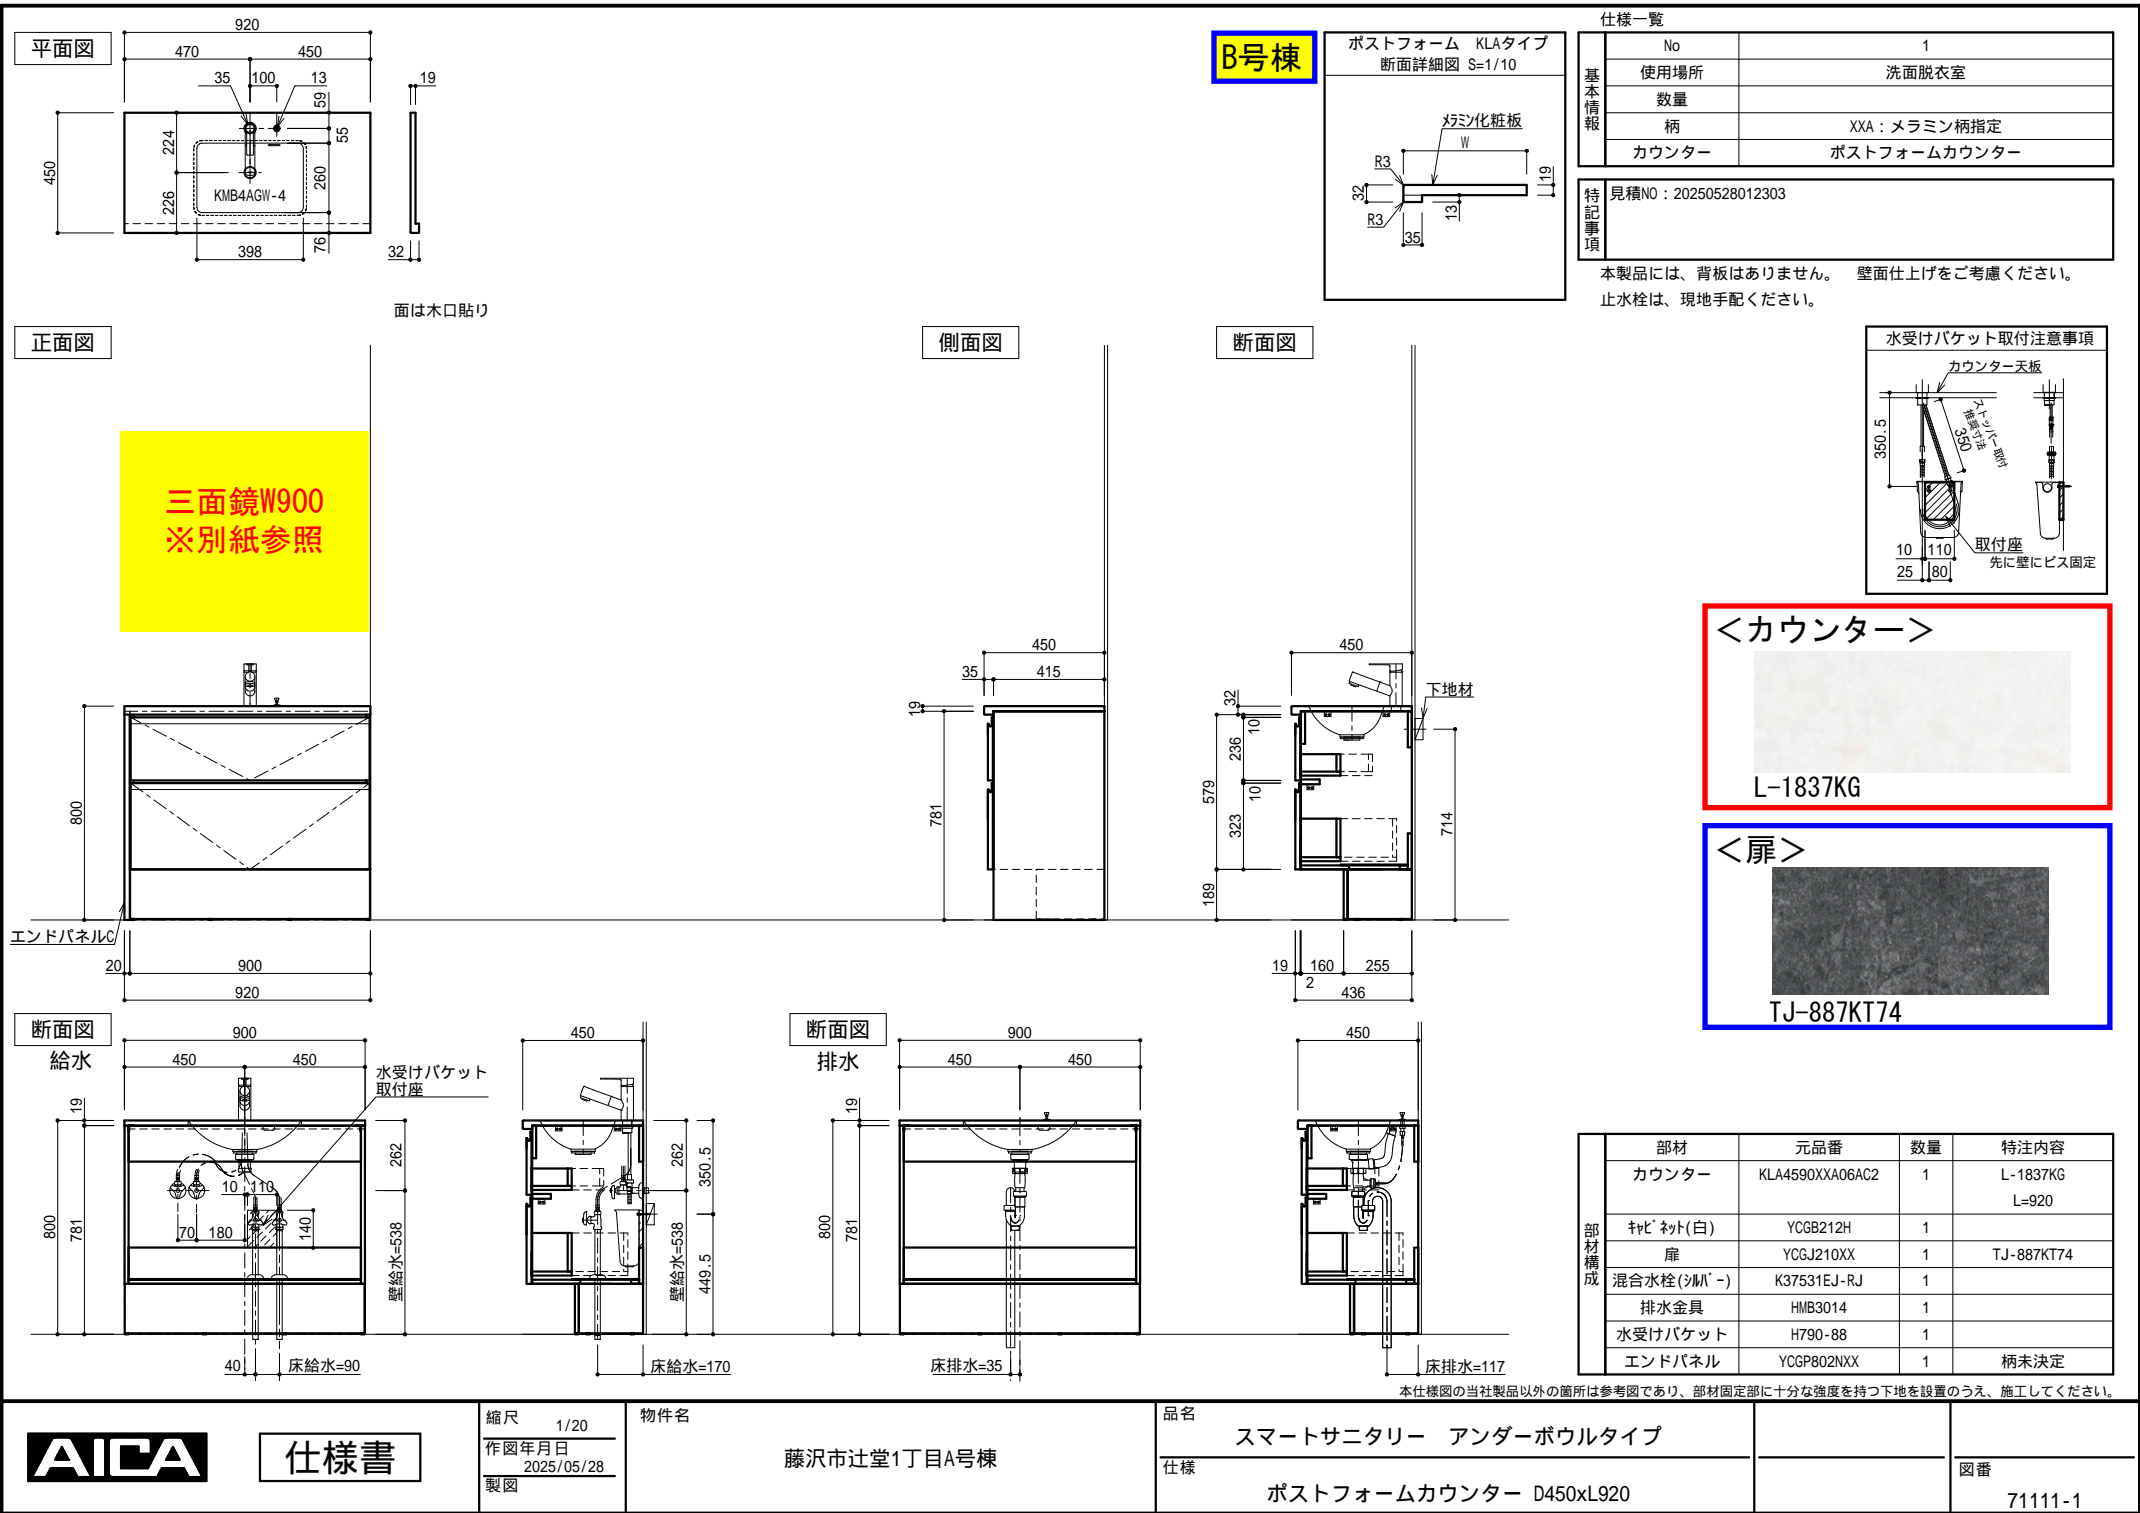 平面図
920
470
450
35
100
13
59
55
224
260
226
76
450
KMB4AGW-4
398
19
32
面は木口貼り
B号棟
ポストフォーム KLAタイプ
断面詳細図 S=1/10
メラミン化粧板
W
R3
32
R3
35
13
19
仕様一覧
基本情報
No 1
使用場所 洗面脱衣室
数量
柄 XXA：メラミン柄指定
カウンター ポストフォームカウンター
特記事項
見積NO：20250528012303
本製品には、背板はありません。 壁面仕上げをご考慮ください。
止水栓は、現地手配ください。
正面図
三面鏡W900
※別紙参照
800
エンドパネルC
20
900
920
側面図
450
35
415
19
781
断面図
450
32
10
236
579
10
323
189
714
下地材
19
2
160
255
436
水受けバケット取付注意事項
カウンター天板
ストッパー取付
推奨寸法
350
350.5
10
110
25
80
取付座
先に壁にビス固定
＜カウンター＞
L-1837KG
＜扉＞
TJ-887KT74
断面図
給水
900
450
450
水受けバケット
取付座
19
800
781
10
110
70
180
140
262
壁給水=538
40
床給水=90
450
262
350.5
壁給水=538
449.5
床給水=170
断面図
排水
900
450
450
19
800
781
床排水=35
450
床排水=117
部材構成
部材 元品番 数量 特注内容
カウンター KLA4590XXA06AC2 1 L-1837KG
L=920
ｷｬﾋﾞﾈｯﾄ(白) YCGB212H 1
扉 YCGJ210XX 1 TJ-887KT74
混合水栓(ｼﾙﾊﾞｰ) K37531EJ-RJ 1
排水金具 HMB3014 1
水受けバケット H790-88 1
エンドパネル YCGP802NXX 1 柄未決定
本仕様図の当社製品以外の箇所は参考図であり、部材固定部に十分な強度を持つ下地を設置のうえ、施工してください。
AICA
仕様書
縮尺 1/20
作図年月日
2025/05/28
製図
物件名
藤沢市辻堂1丁目A号棟
品名
スマートサニタリー アンダーボウルタイプ
仕様
ポストフォームカウンター D450xL920
図番
71111-1